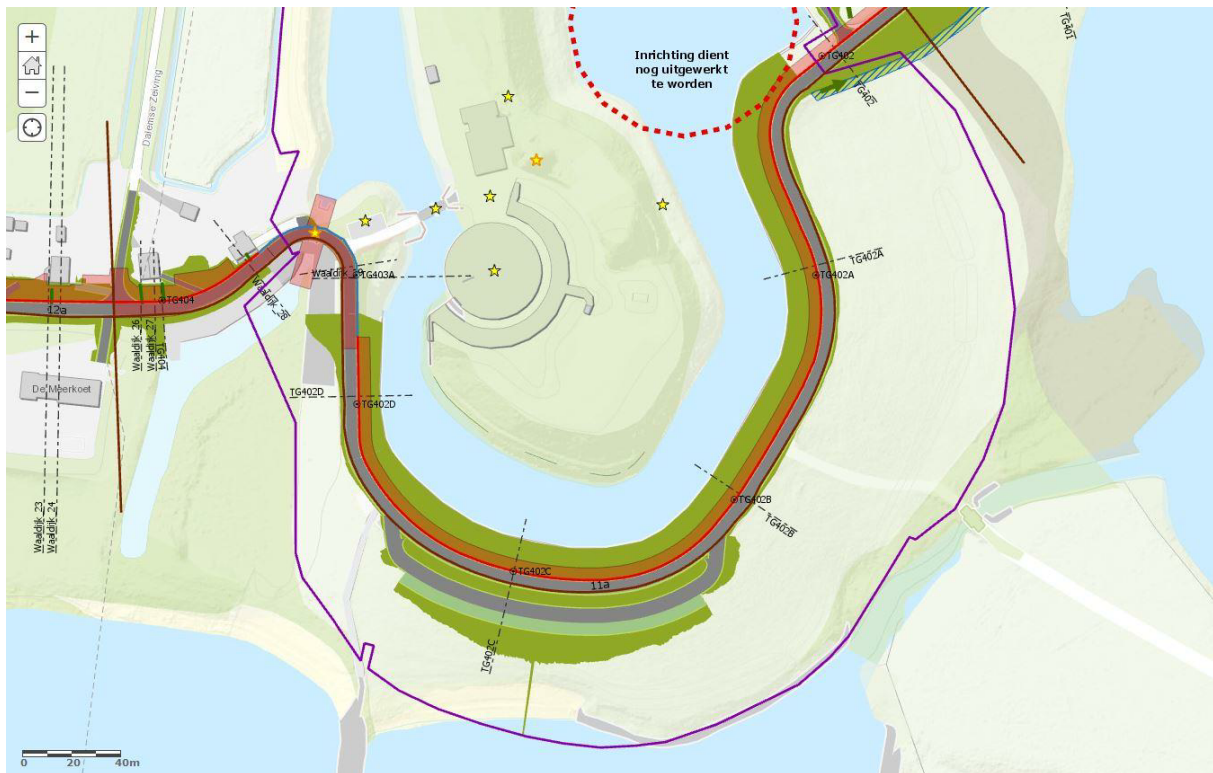 Inrichting dient
nog uitgewerkt
te worden
TG401
TG402
TG402
Dalemse Zeiving
TG402A
TG402A
TG403A
TG404
12a
Waaldijk_26
Waaldijk_27
TG404
De Meerkoet
TG402D
TG402D
TG402B
TG402B
Waaldijk_23
Waaldijk_24
TG402C
11a
TG402C
0 20 40m